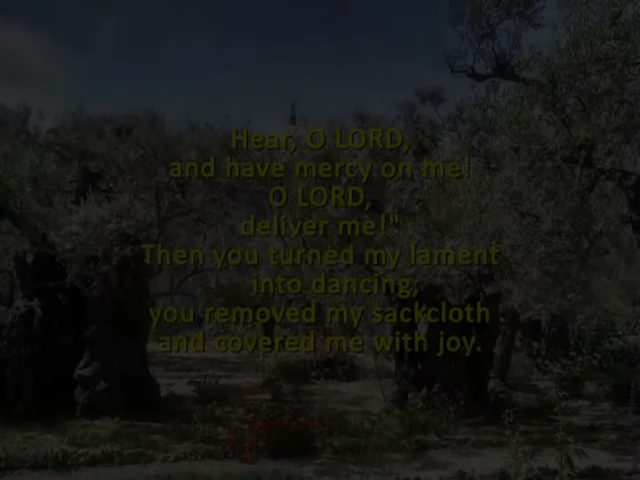 Hear, O LORD,
and have mercy on me!
O LORD,
deliver me!"
Then you turned my lament
into dancing,
you removed my sackcloth
and covered me with joy.